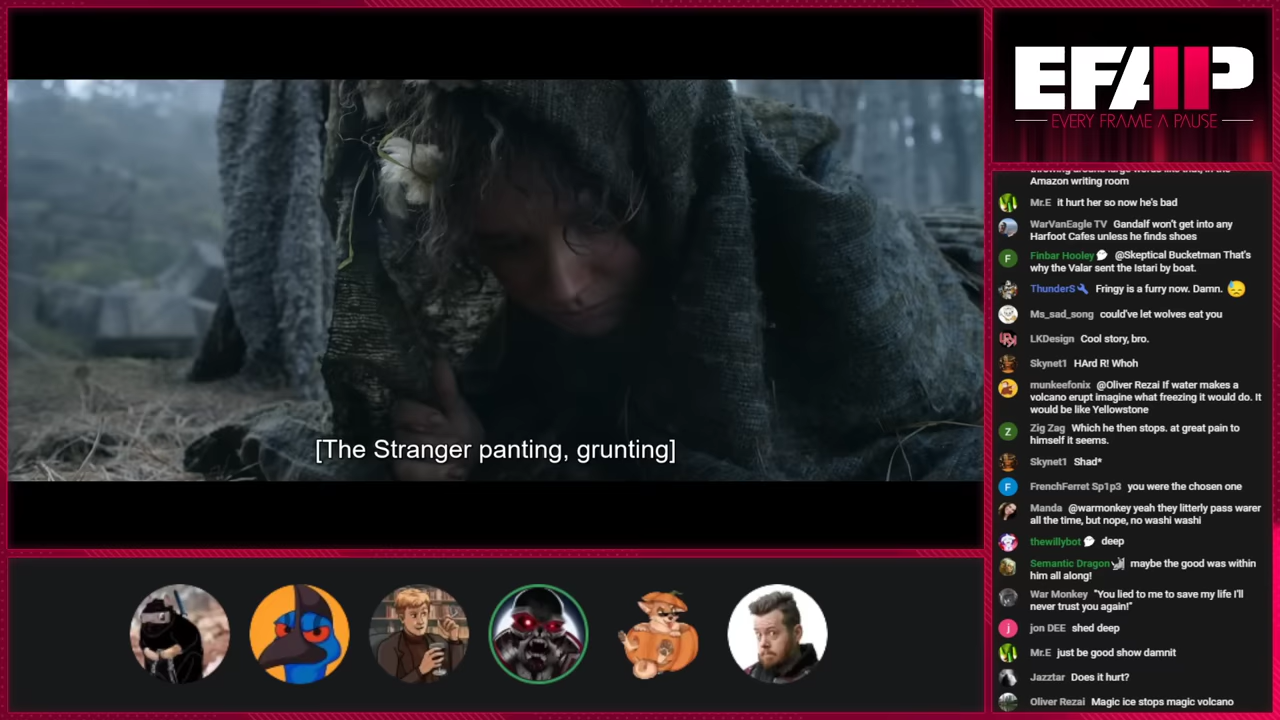 [The Stranger panting, grunting]
EFAP
EVERY FRAME A PAUSE
Amazon writing room
Mr.E it hurt her so now he's bad
WarVanEagle TV Gandalf won't get into any
Harfoot Cafes unless he finds shoes
F Finbar Hooley @Skeptical Bucketman That's
why the Valar sent the Istari by boat.
ThunderS Fringy is a furry now. Damn.
Ms_sad_song could've let wolves eat you
LKDesign Cool story, bro.
Skynet1 HArd R! Whoh
munkeefonix @Oliver Rezai If water makes a
volcano erupt imagine what freezing it would do. It
would be like Yellowstone
Z Zig Zag Which he then stops. at great pain to
himself it seems.
Skynet1 Shad*
F FrenchFerret Sp1p3 you were the chosen one
Manda @warmonkey yeah they litterly pass warer
all the time, but nope, no washi washi
thewillybot deep
Semantic Dragon maybe the good was within
him all along!
War Monkey "You lied to me to save my life I'll
never trust you again!"
j jon DEE shed deep
Mr.E just be good show damnit
Jazztar Does it hurt?
Oliver Rezai Magic ice stops magic volcano